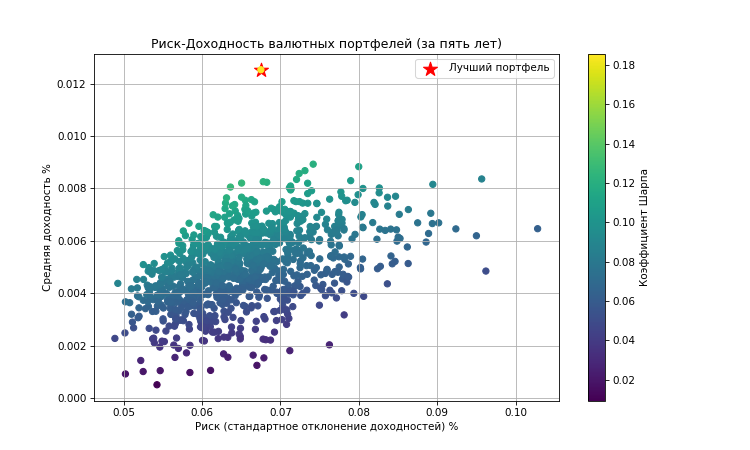 Риск-Доходность валютных портфелей (за пять лет)
Лучший портфель
Средняя доходность %
0.012
0.010
0.008
0.006
0.004
0.002
0.000
0.05 0.06 0.07 0.08 0.09 0.10
Риск (стандартное отклонение доходностей) %
0.18
0.16
0.14
0.12
0.10
0.08
0.06
0.04
0.02
Коэффициент Шарпа